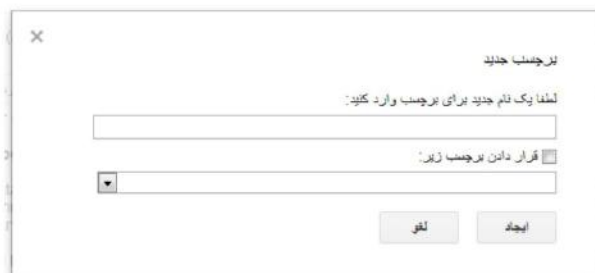 برچسب جدید
لطفا یک نام جدید برای برچسب وارد کنید:
قرار دادن برچسب زیر:
ایجاد
لغو